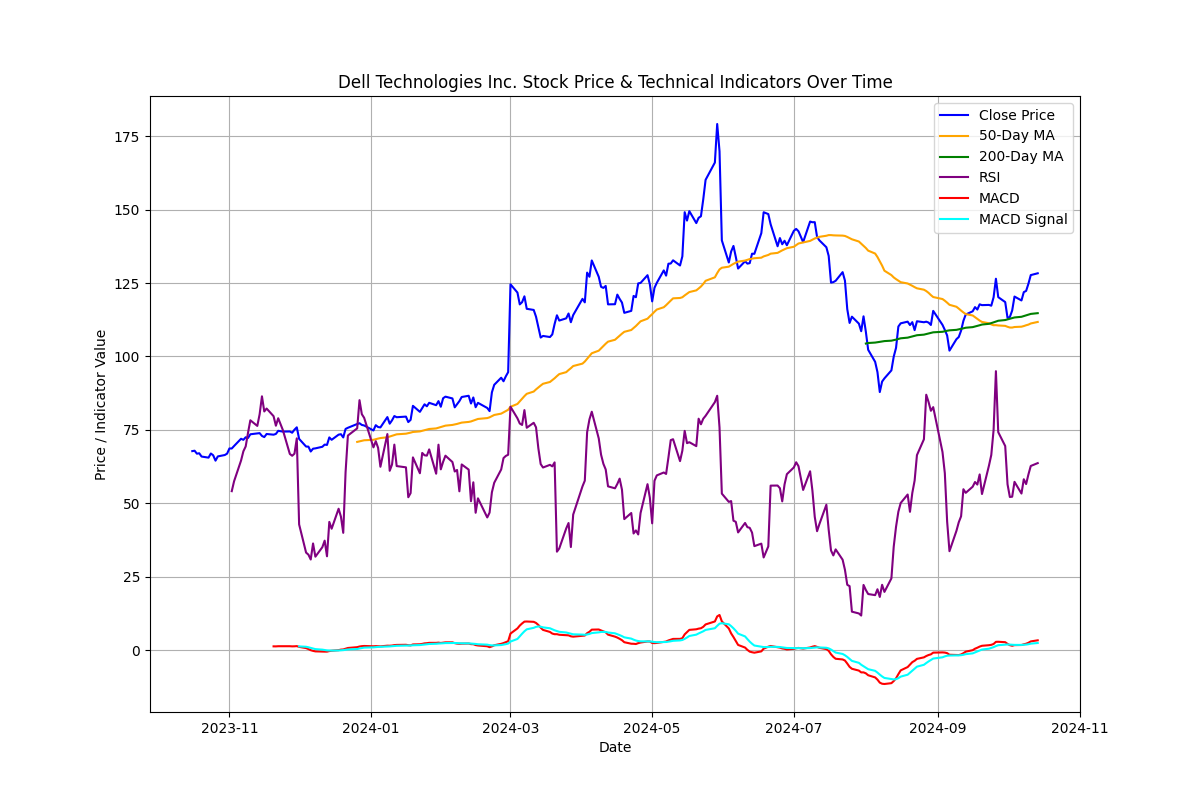 Dell Technologies Inc. Stock Price & Technical Indicators Over Time
Close Price
50-Day MA
200-Day MA
RSI
MACD
MACD Signal
Price / Indicator Value
175
150
125
100
75
50
25
0
2023-11
2024-01
2024-03
2024-05
2024-07
2024-09
2024-11
Date